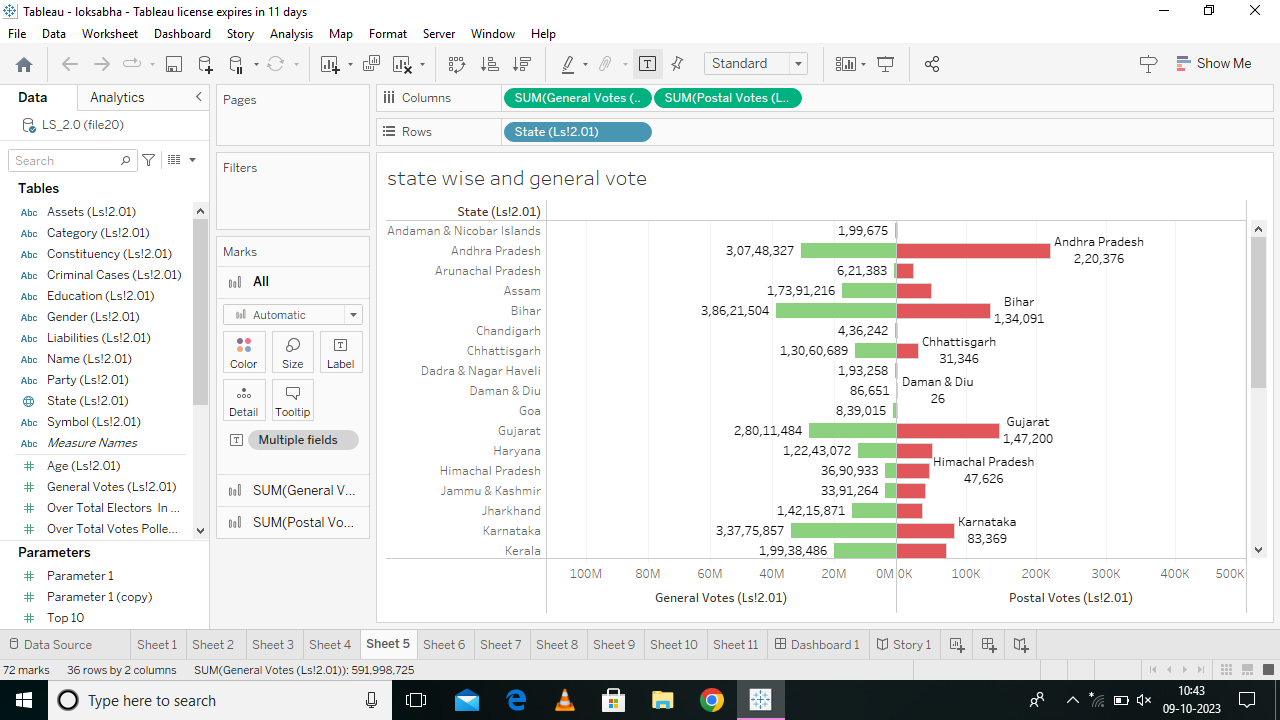 Tableau - loksabha - Tableau license expires in 11 days
File Data Worksheet Dashboard Story Analysis Map Format Server Window Help
Standard
Show Me
Data Analytics
LS_2.0 (file20)
Search
Tables
Abc Assets (Ls!2.01)
Abc Category (Ls!2.01)
Abc Constituency (Ls!2.01)
Abc Criminal Cases (Ls!2.01)
Abc Education (Ls!2.01)
Abc Gender (Ls!2.01)
Abc Liabilities (Ls!2.01)
Abc Name (Ls!2.01)
Abc Party (Ls!2.01)
State (Ls!2.01)
Abc Symbol (Ls!2.01)
Abc Measure Names
# Age (Ls!2.01)
# General Votes (Ls!2.01)
# Over Total Electors In ...
# Over Total Votes Polle...
Parameters
# Parameter 1
# Parameter 1 (copy)
# Top 10
Pages
Filters
Marks
All
Automatic
Color Size Label
Detail Tooltip
Multiple fields
SUM(General V...
SUM(Postal Vo...
Columns SUM(General Votes (.. SUM(Postal Votes (L..
Rows State (Ls!2.01)
state wise and general vote
State (Ls!2.01)
Andaman & Nicobar Islands 1,99,675
Andhra Pradesh 3,07,48,327 Andhra Pradesh
2,20,376
Arunachal Pradesh 6,21,383
Assam 1,73,91,216
Bihar 3,86,21,504 Bihar
1,34,091
Chandigarh 4,36,242
Chhattisgarh 1,30,60,689 Chhattisgarh
31,346
Dadra & Nagar Haveli 1,93,258
Daman & Diu 86,651 Daman & Diu
26
Goa 8,39,015
Gujarat 2,80,11,484 Gujarat
1,47,200
Haryana 1,22,43,072
Himachal Pradesh 36,90,933 Himachal Pradesh
47,626
Jammu & Kashmir 33,91,264
Jharkhand 1,42,15,871
Karnataka 3,37,75,857 Karnataka
83,369
Kerala 1,99,38,486
100M 80M 60M 40M 20M 0M 0K 100K 200K 300K 400K 500K
General Votes (Ls!2.01) Postal Votes (Ls!2.01)
Data Source Sheet 1 Sheet 2 Sheet 3 Sheet 4 Sheet 5 Sheet 6 Sheet 7 Sheet 8 Sheet 9 Sheet 10 Sheet 11 Dashboard 1 Story 1
72 marks 36 rows by 2 columns SUM(General Votes (Ls!2.01)): 591,998,725
Type here to search
10:43
09-10-2023